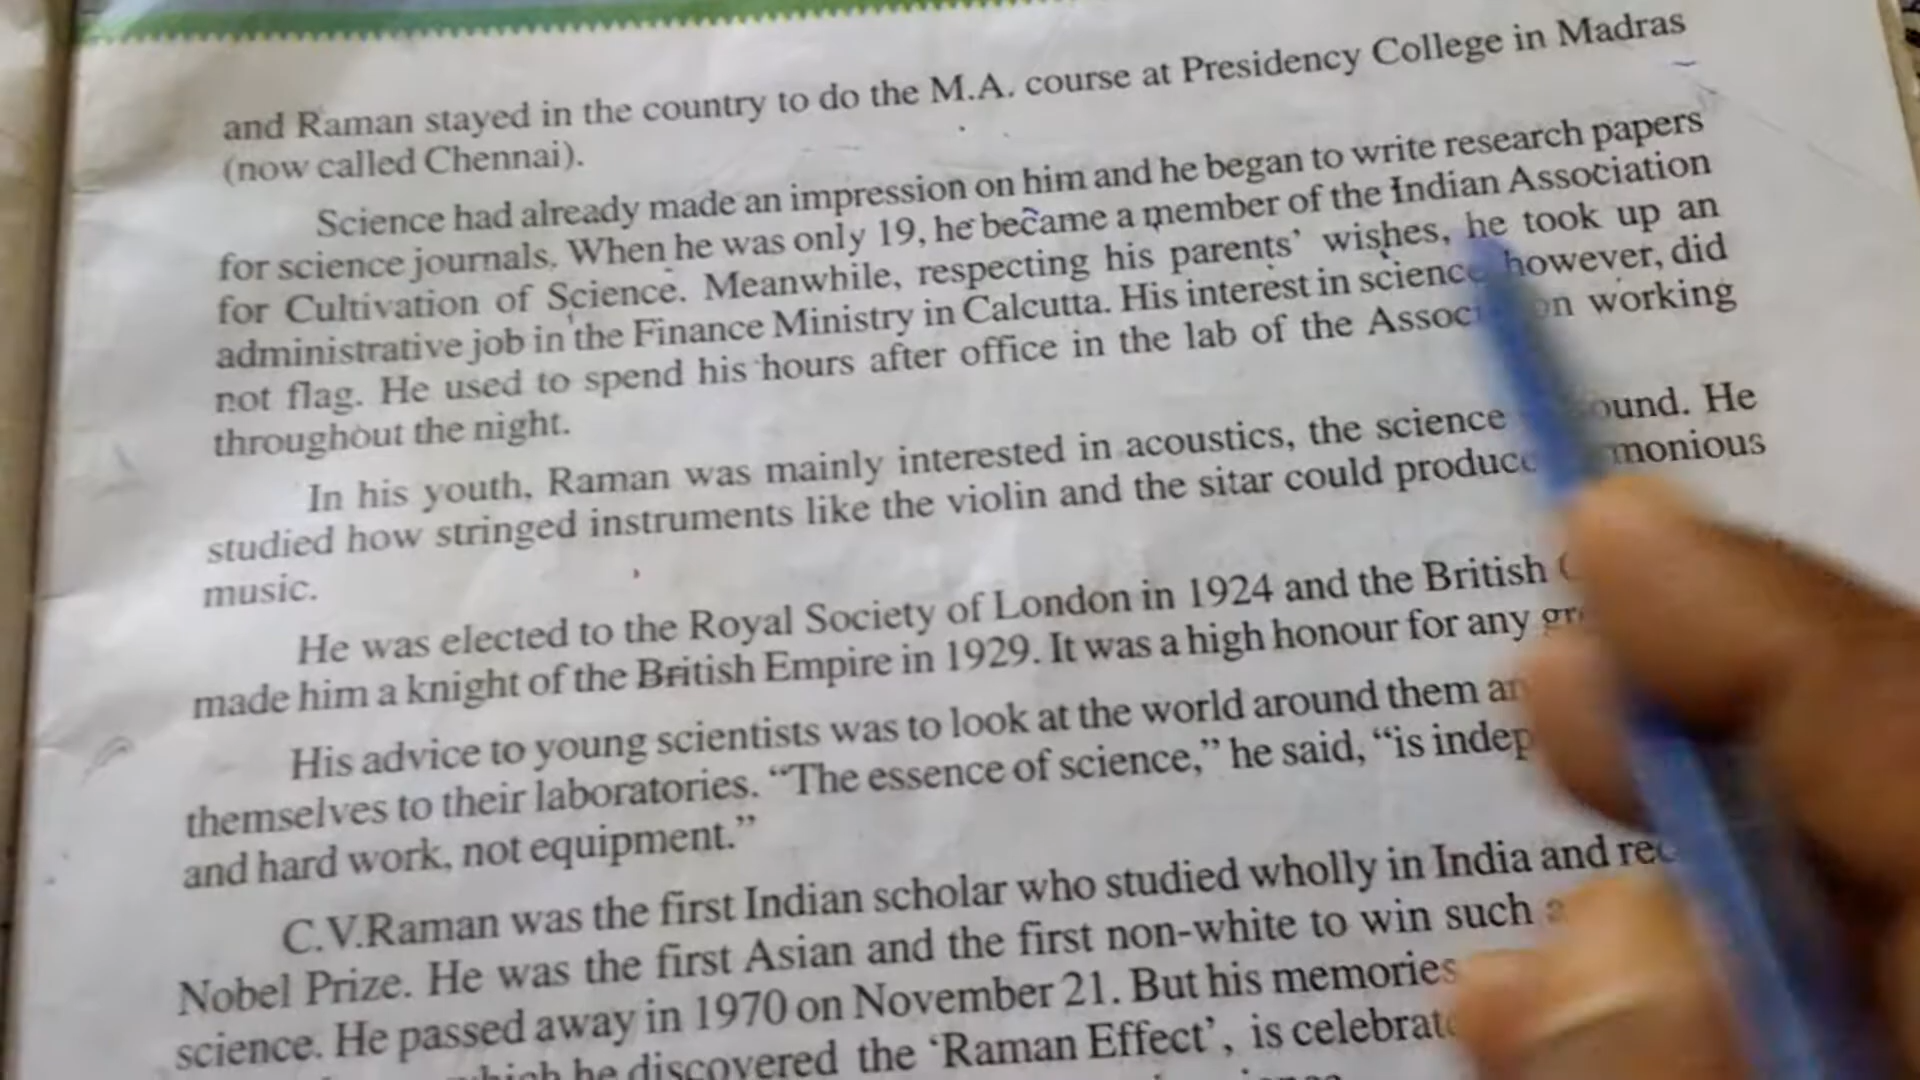 and Raman stayed in the country to do the M.A. course at Presidency College in Madras
(now called Chennai).
Science had already made an impression on him and he began to write research papers
for science journals. When he was only 19, he became a member of the Indian Association
for Cultivation of Science. Meanwhile, respecting his parents' wishes, he took up an
administrative job in the Finance Ministry in Calcutta. His interest in science however, did
not flag. He used to spend his hours after office in the lab of the working
throughout the night.
In his youth, Raman was mainly interested in acoustics, the science He
studied how stringed instruments like the violin and the sitar could
music.
He was elected to the Royal Society of London in 1924 and the British
made him a knight of the British Empire in 1929. It was a high honour for any
His advice to young scientists was to look at the world around them
themselves to their laboratories. “The essence of science,” he said, “is
and hard work, not equipment.”
C.V.Raman was the first Indian scholar who studied wholly in India and
Nobel Prize. He was the first Asian and the first non-white to win such
science. He passed away in 1970 on November 21. But his memories
which he discovered the ‘Raman Effect’, is